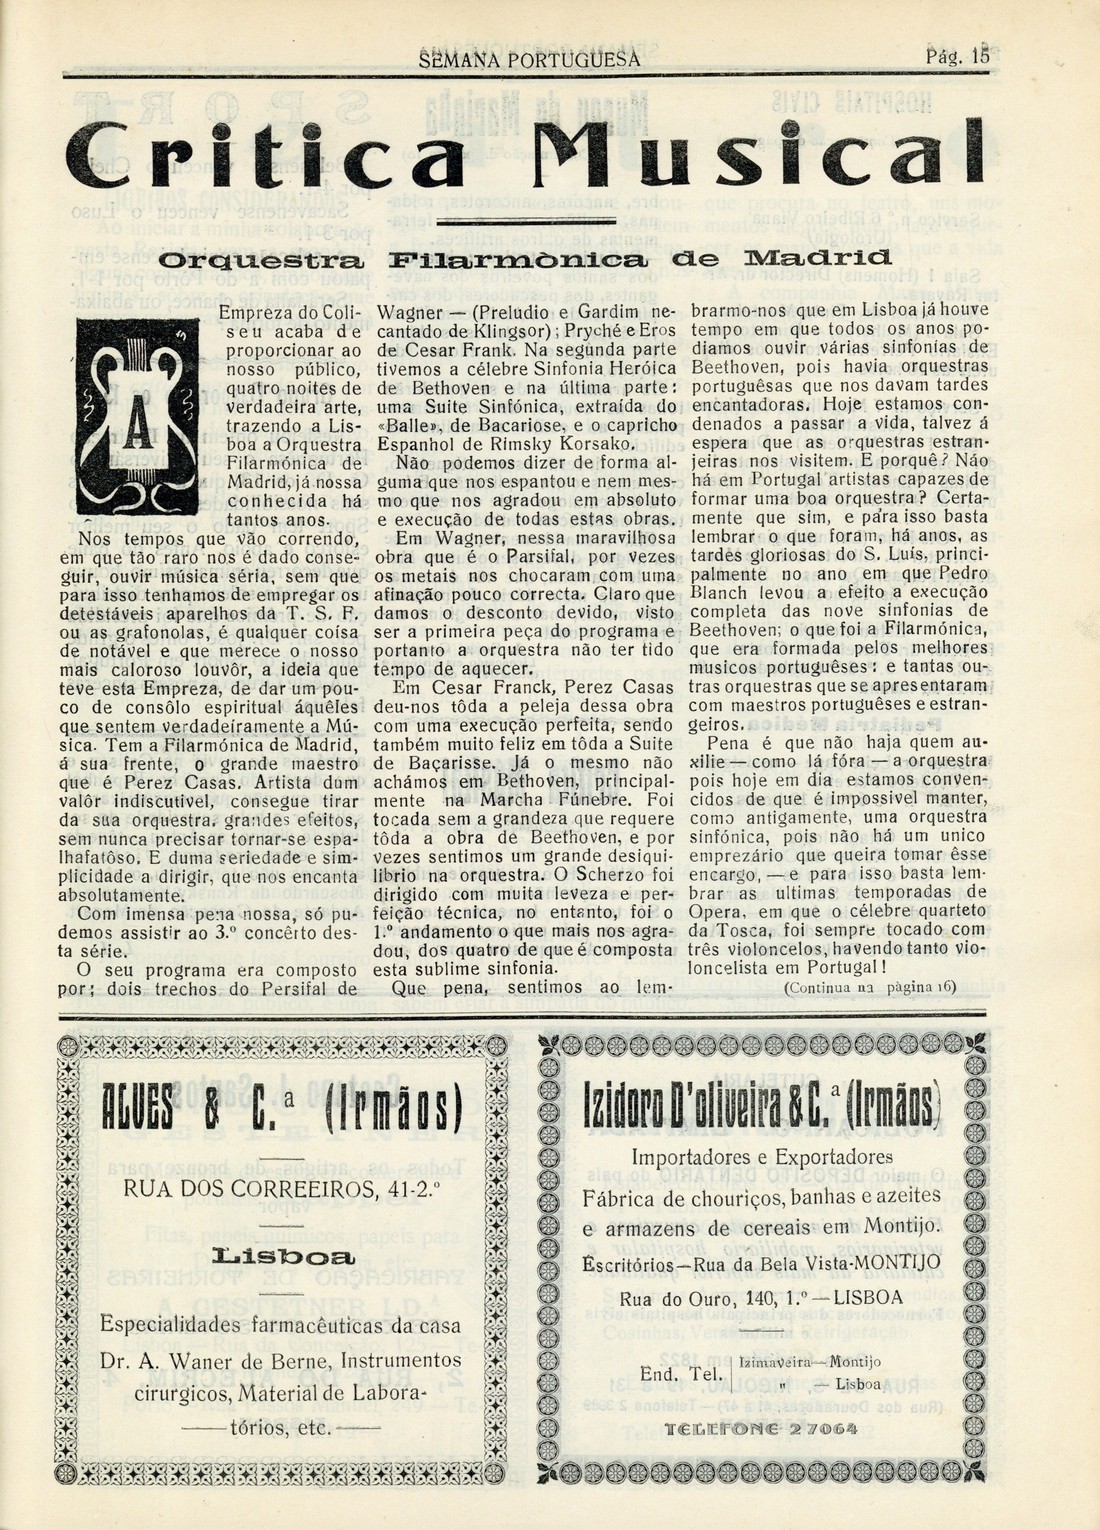 SEMANA PORTUGUESA
Pág. 15
Critica Musical
Orquestra Filarmònica de Madrid
A
Empreza do Coli-
seu acaba de
proporcionar ao
nosso público,
quatro noites de
verdadeira arte,
trazendo a Lis-
boa a Orquestra
Filarmónica de
Madrid, já nossa
conhecida há
tantos anos.
Nos tempos que vão correndo,
em que tão raro nos é dado conse-
guir, ouvir música séria, sem que
para isso tenhamos de empregar os
detestáveis aparelhos da T. S. F.
ou as grafonolas, é qualquer coísa
de notável e que merece o nosso
mais caloroso louvôr, a ideia que
teve esta Empreza, de dar um pou-
co de consôlo espiritual áquêles
que sentem verdadeíramente a Mú-
sica. Tem a Filarmónica de Madrid,
á sua frente, o grande maestro
que é Perez Casas. Artista dum
valôr indiscutivel, consegue tirar
da sua orquestra, grandes efeitos,
sem nunca precisar tornar-se espa-
lhafatôso. E duma seriedade e sim-
plicidade a dirigir, que nos encanta
absolutamente.
Com imensa pena nossa, só pu-
demos assistir ao 3.º concêrto des-
ta série.
O seu programa era composto
por; dois trechos do Persifal de
Wagner — (Preludio e Gardim ne-
cantado de Klingsor); Pryché e Eros
de Cesar Frank. Na segunda parte
tivemos a célebre Sinfonia Heróica
de Bethoven e na última parte:
uma Suite Sinfónica, extraída do
«Balle», de Bacariose, e o capricho
Espanhol de Rimsky Korsako.
Não podemos dizer de forma al-
guma que nos espantou e nem mes-
mo que nos agradou em absoluto
e execução de todas estas obras.
Em Wagner, nessa maravilhosa
obra que é o Parsifal, por vezes
os metais nos chocaram com uma
afinação pouco correcta. Claro que
damos o desconto devido, visto
ser a primeira peça do programa e
portanto a orquestra não ter tido
tempo de aquecer.
Em Cesar Franck, Perez Casas
deu-nos tôda a peleja dessa obra
com uma execução perfeita, sendo
também muito feliz em tôda a Suite
de Baçarisse. Já o mesmo não
achámos em Bethoven, principal-
mente na Marcha Fúnebre. Foi
tocada sem a grandeza que requere
tôda a obra de Beethoven, e por
vezes sentimos um grande desiqui-
librio na orquestra. O Scherzo foi
dirigido com muita leveza e per-
feição técnica, no entanto, foi o
1.º andamento o que mais nos agra-
dou, dos quatro de que é composta
esta sublime sinfonia.
Que pena, sentimos ao lem-
brarmo-nos que em Lisboa já houve
tempo em que todos os anos po-
diamos ouvir várias sinfonias de
Beethoven, pois havia orquestras
portuguêsas que nos davam tardes
encantadoras. Hoje estamos con-
denados a passar a vida, talvez á
espera que as orquestras estran-
jeiras nos visitem. E porquê? Náo
há em Portugal artistas capazes de
formar uma boa orquestra? Certa-
mente que sim, e para isso basta
lembrar o que foram, há anos, as
tardes gloriosas do S. Luís, princi-
palmente no ano em que Pedro
Blanch levou a efeito a execução
completa das nove sinfonias de
Beethoven; o que foi a Filarmónica,
que era formada pelos melhores
musicos portuguêses: e tantas ou-
tras orquestras que se apresentaram
com maestros portuguêses e estran-
geiros.
Pena é que não haja quem au-
xilie — como lá fóra — a orquestra
pois hoje em dia estamos conven-
cidos de que é impossivel manter,
como antigamente, uma orquestra
sinfónica, pois não há um unico
emprezário que queira tomar êsse
encargo, — e para isso basta lem-
brar as ultimas temporadas de
Opera, em que o célebre quarteto
da Tosca, foi sempre tocado com
três violoncelos, havendo tanto vio-
loncelista em Portugal!
(Continua na página 16)
ALVES & C.ª (Irmãos)
RUA DOS CORREEIROS, 41-2.º
Lisboa
Especialidades farmacêuticas da casa
Dr. A. Waner de Berne, Instrumentos
cirurgicos, Material de Labora-
tórios, etc.
Izidoro D'oliveira & C.ª (Irmãos)
Importadores e Exportadores
Fábrica de chouriços, banhas e azeites
e armazens de cereais em Montijo.
Escritórios—Rua da Bela Vista-MONTIJO
Rua do Ouro, 140, 1.º — LISBOA
End. Tel. Izimaveira — Montijo
" — Lisboa
TELEFONE 2 7064